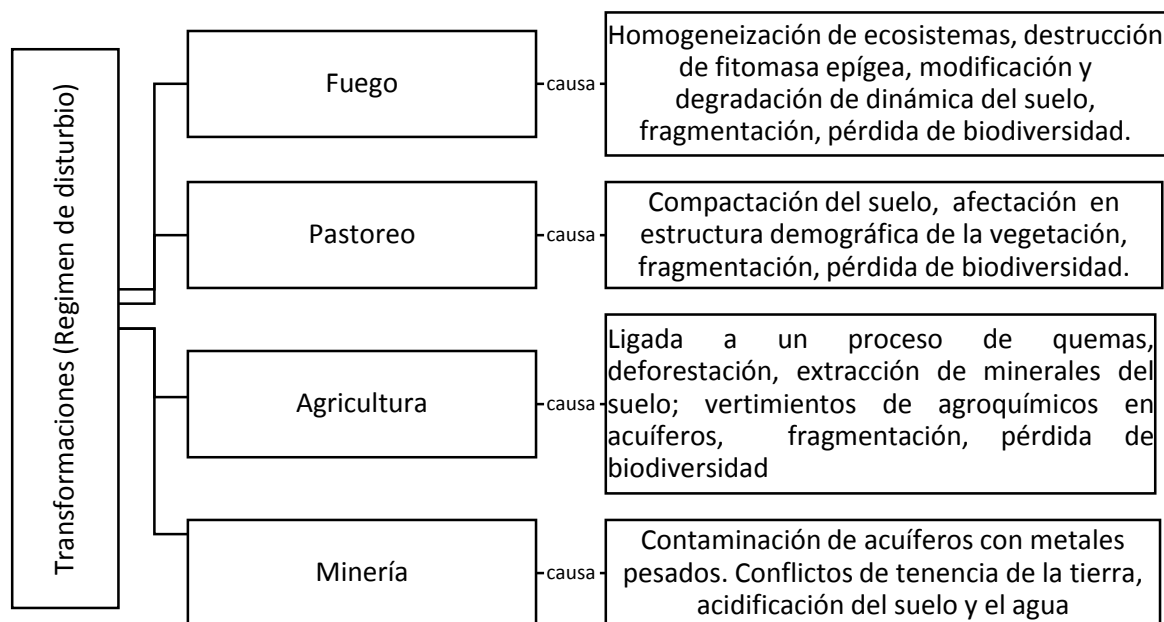 Transformaciones (Regimen de disturbio)
Fuego
causa
Homogeneización de ecosistemas, destrucción
de fitomasa epígea, modificación y
degradación de dinámica del suelo,
fragmentación, pérdida de biodiversidad.
Pastoreo
causa
Compactación del suelo, afectación en
estructura demográfica de la vegetación,
fragmentación, pérdida de biodiversidad.
Agricultura
causa
Ligada a un proceso de quemas,
deforestación, extracción de minerales del
suelo; vertimientos de agroquímicos en
acuíferos, fragmentación, pérdida de
biodiversidad
Minería
causa
Contaminación de acuíferos con metales
pesados. Conflictos de tenencia de la tierra,
acidificación del suelo y el agua